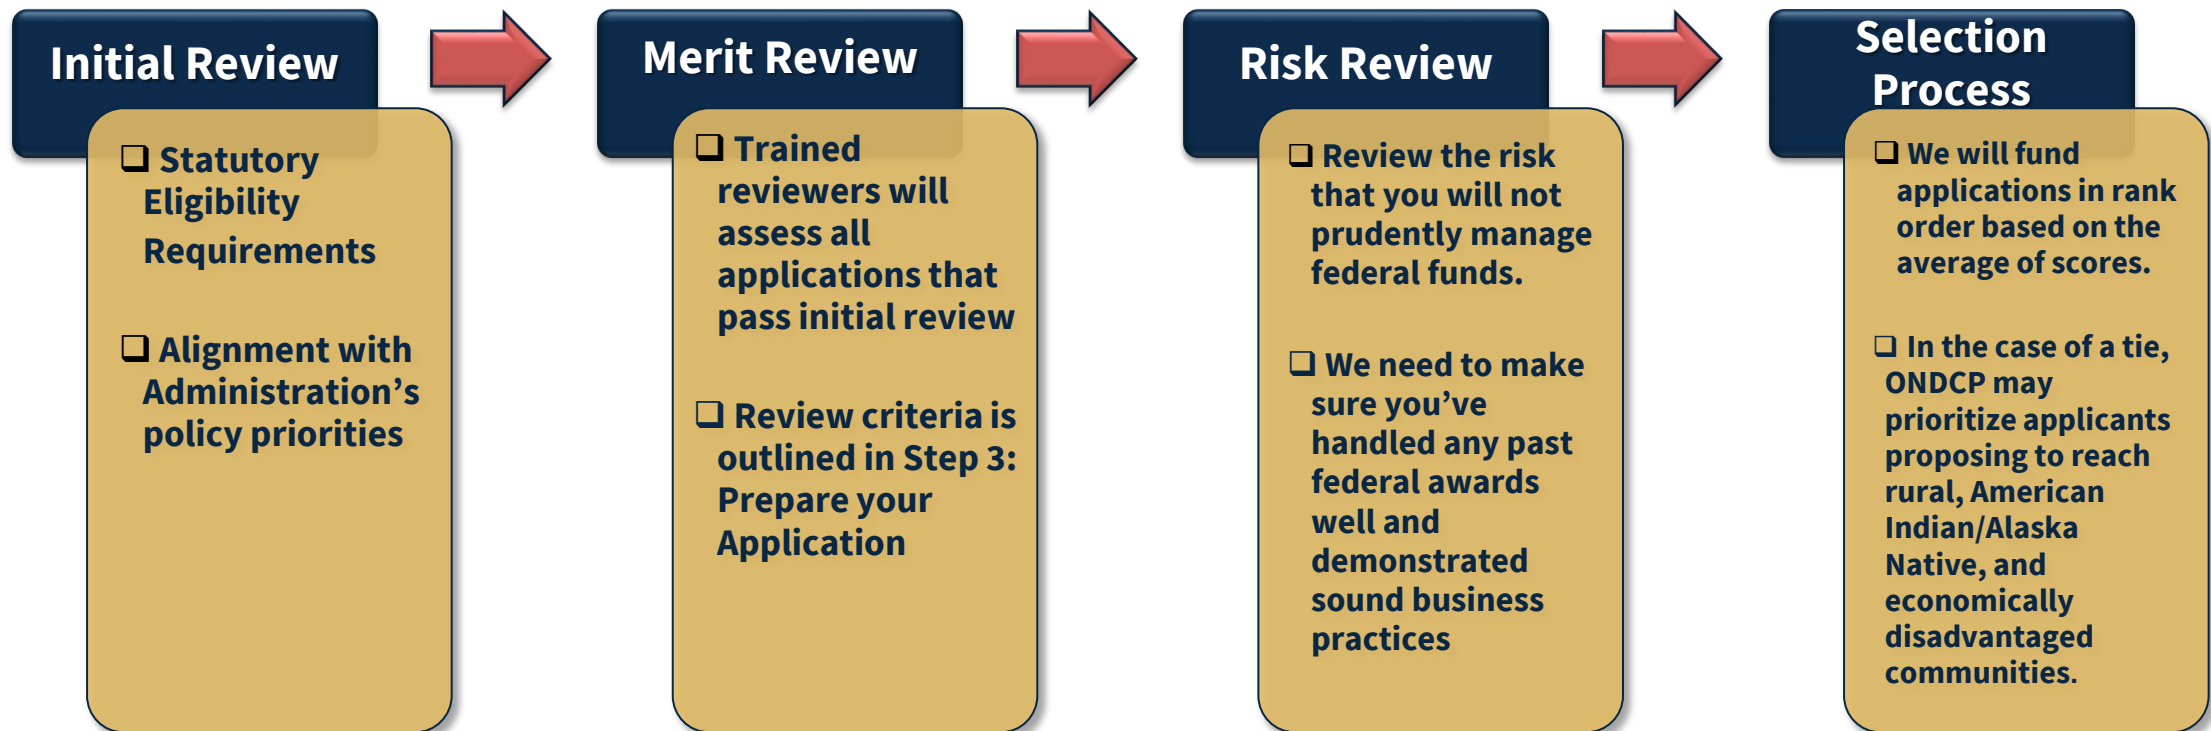 Initial Review
❑ Statutory
Eligibility
Requirements
❑ Alignment with
Administration’s
policy priorities
Merit Review
❑ Trained
reviewers will
assess all
applications that
pass initial review
❑ Review criteria is
outlined in Step 3:
Prepare your
Application
Risk Review
❑ Review the risk
that you will not
prudently manage
federal funds.
❑ We need to make
sure you’ve
handled any past
federal awards
well and
demonstrated
sound business
practices
Selection
Process
❑ We will fund
applications in rank
order based on the
average of scores.
❑ In the case of a tie,
ONDCP may
prioritize applicants
proposing to reach
rural, American
Indian/Alaska
Native, and
economically
disadvantaged
communities.